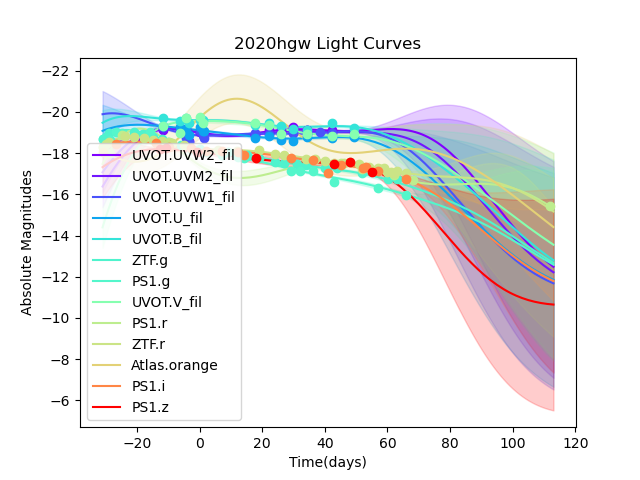 2020hgw Light Curves
Absolute Magnitudes
−22
−20
−18
−16
−14
−12
−10
−8
−6
UVOT.UVW2_fil
UVOT.UVM2_fil
UVOT.UVW1_fil
UVOT.U_fil
UVOT.B_fil
ZTF.g
PS1.g
UVOT.V_fil
PS1.r
ZTF.r
Atlas.orange
PS1.i
PS1.z
−20 0 20 40 60 80 100 120
Time(days)